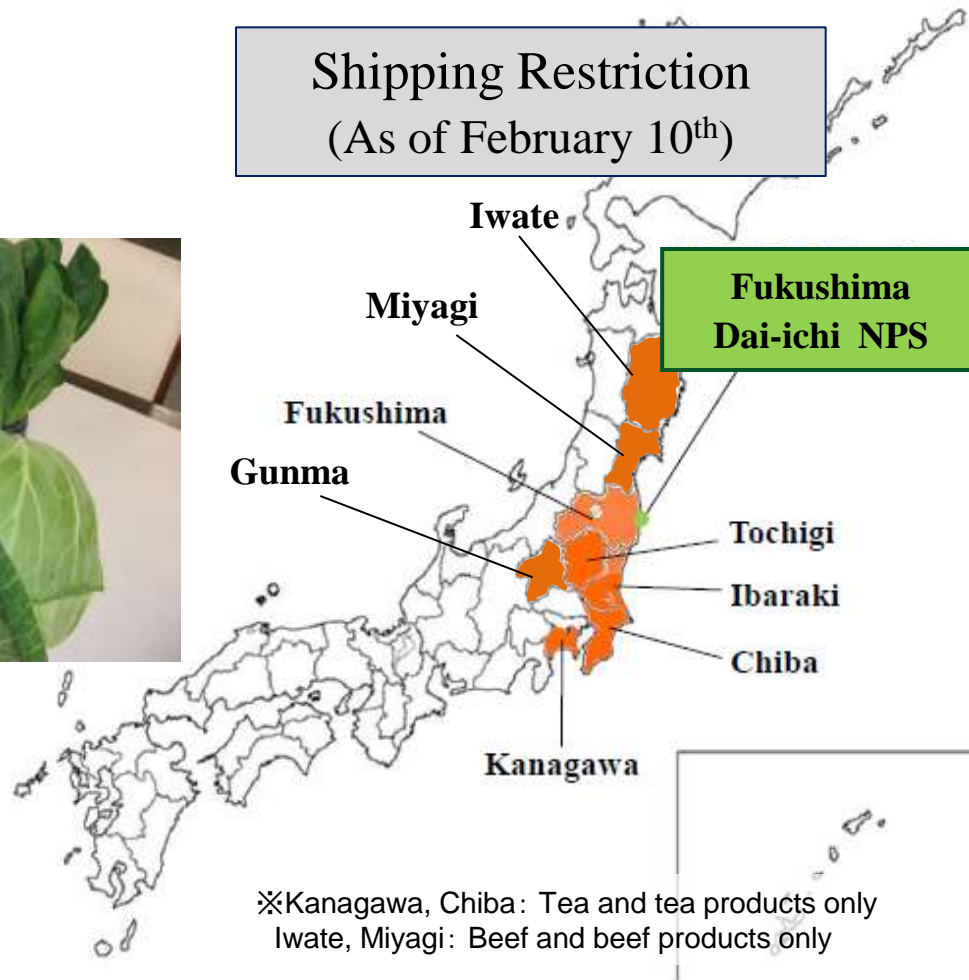 Shipping Restriction
(As of February 10th)
Iwate
Fukushima
Dai-ichi NPS
Miyagi
Fukushima
Gunma
Tochigi
Ibaraki
Chiba
Kanagawa
※Kanagawa, Chiba: Tea and tea products only
Iwate, Miyagi: Beef and beef products only